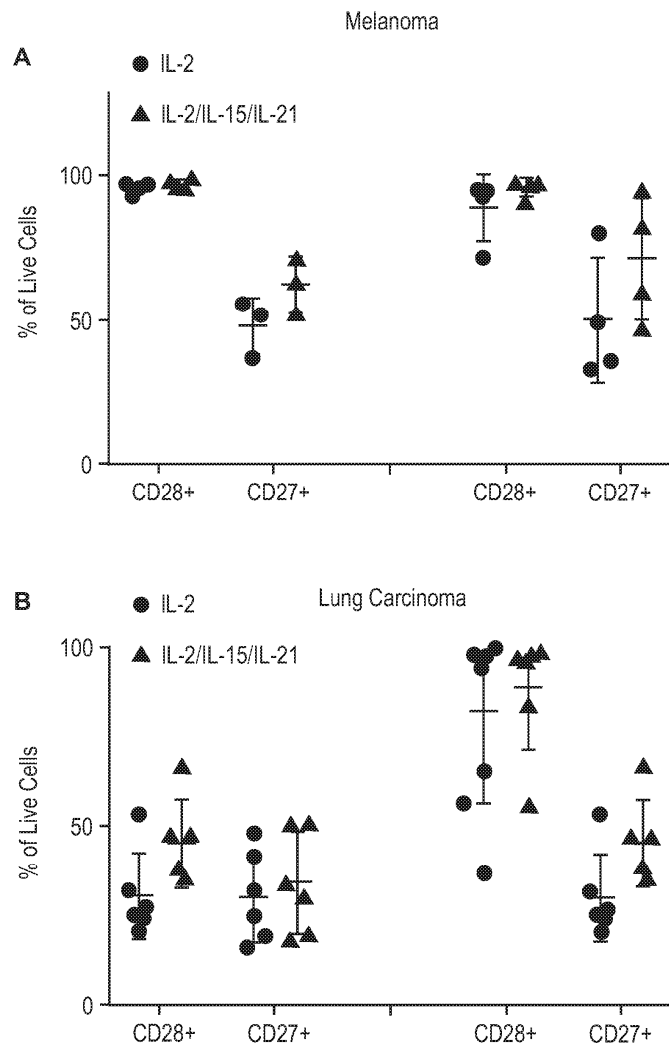 Melanoma
A
IL-2
IL-2/IL-15/IL-21
% of Live Cells
100
50
0
CD28+ CD27+ CD28+ CD27+
B
Lung Carcinoma
IL-2
IL-2/IL-15/IL-21
% of Live Cells
100
50
0
CD28+ CD27+ CD28+ CD27+